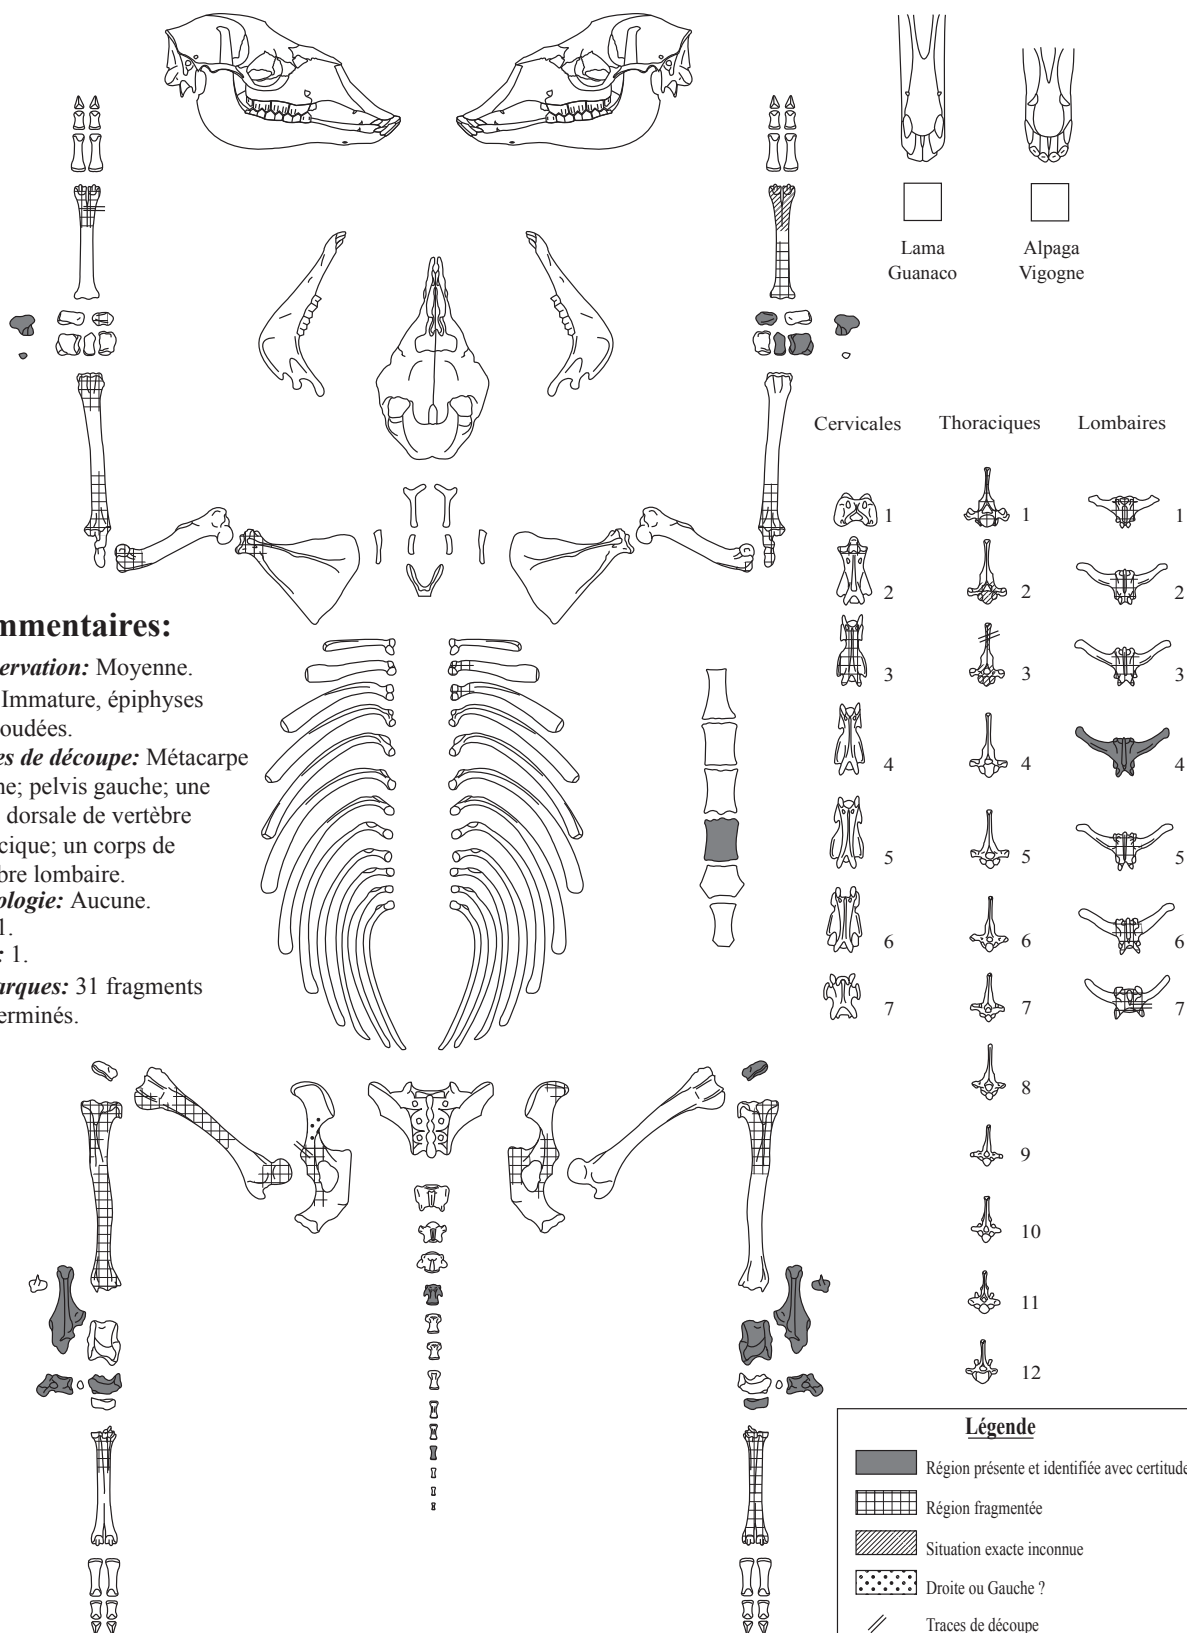 Lama
Guanaco
Alpaga
Vigogne
Cervicales
Thoraciques
Lombaires
1
2
3
4
5
6
7
1
2
3
4
5
6
7
8
9
10
11
12
1
2
3
4
5
6
7
mmentaires:
ervation: Moyenne.
Immature, épiphyses
oudées.
es de découpe: Métacarpe
ne; pelvis gauche; une
dorsale de vertèbre
cique; un corps de
bre lombaire.
ologie: Aucune.
1.
: 1.
arques: 31 fragments
erminés.
Légende
Région présente et identifiée avec certitude
Région fragmentée
Situation exacte inconnue
Droite ou Gauche ?
Traces de découpe